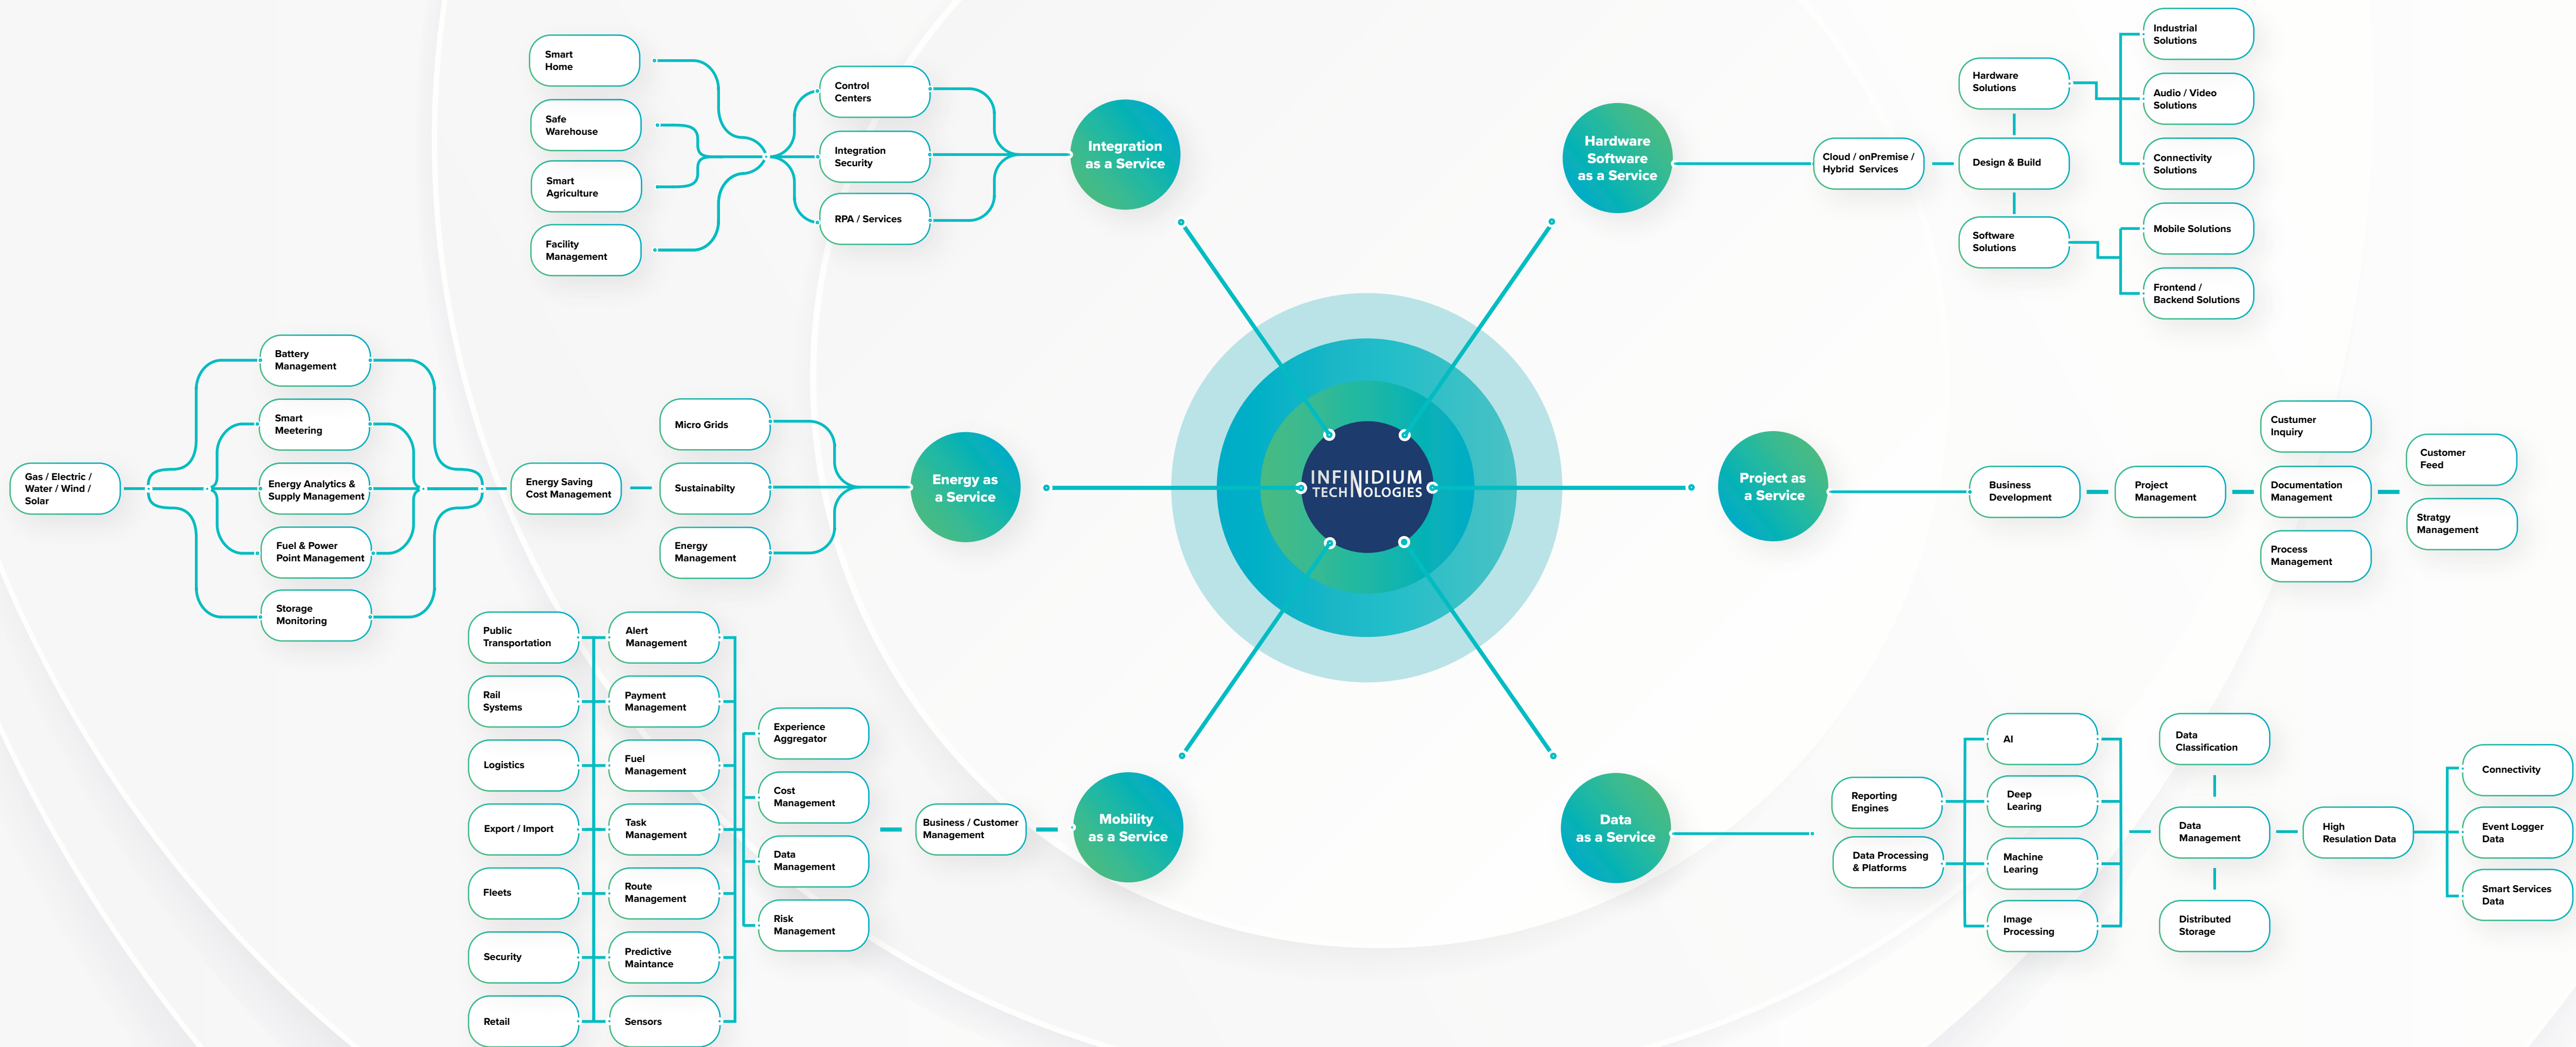 Smart
Home
Safe
Warehouse
Smart
Agriculture
Facility
Management
Control
Centers
Integration
Security
RPA / Services
Integration
as a Service
Hardware
Software
as a Service
Cloud / onPremise /
Hybrid Services
Hardware
Solutions
Design & Build
Software
Solutions
Industrial
Solutions
Audio / Video
Solutions
Connectivity
Solutions
Mobile Solutions
Frontend /
Backend Solutions
Gas / Electric /
Water / Wind /
Solar
Battery
Management
Smart
Meetering
Energy Analytics &
Supply Management
Fuel & Power
Point Management
Storage
Monitoring
Energy Saving
Cost Management
Micro Grids
Sustainabilty
Energy
Management
Energy as
a Service
INFINIDIUM
TECHNOLOGIES
Project as
a Service
Business
Development
Project
Management
Custumer
Inquiry
Documentation
Management
Process
Management
Customer
Feed
Stratgy
Management
Public
Transportation
Rail
Systems
Logistics
Export / Import
Fleets
Security
Retail
Alert
Management
Payment
Management
Fuel
Management
Task
Management
Route
Management
Predictive
Maintance
Sensors
Experience
Aggregator
Cost
Management
Data
Management
Risk
Management
Business / Customer
Management
Mobility
as a Service
Data
as a Service
Reporting
Engines
Data Processing
& Platforms
AI
Deep
Learing
Machine
Learing
Image
Processing
Data
Classification
Data
Management
Distributed
Storage
High
Resulation Data
Connectivity
Event Logger
Data
Smart Services
Data